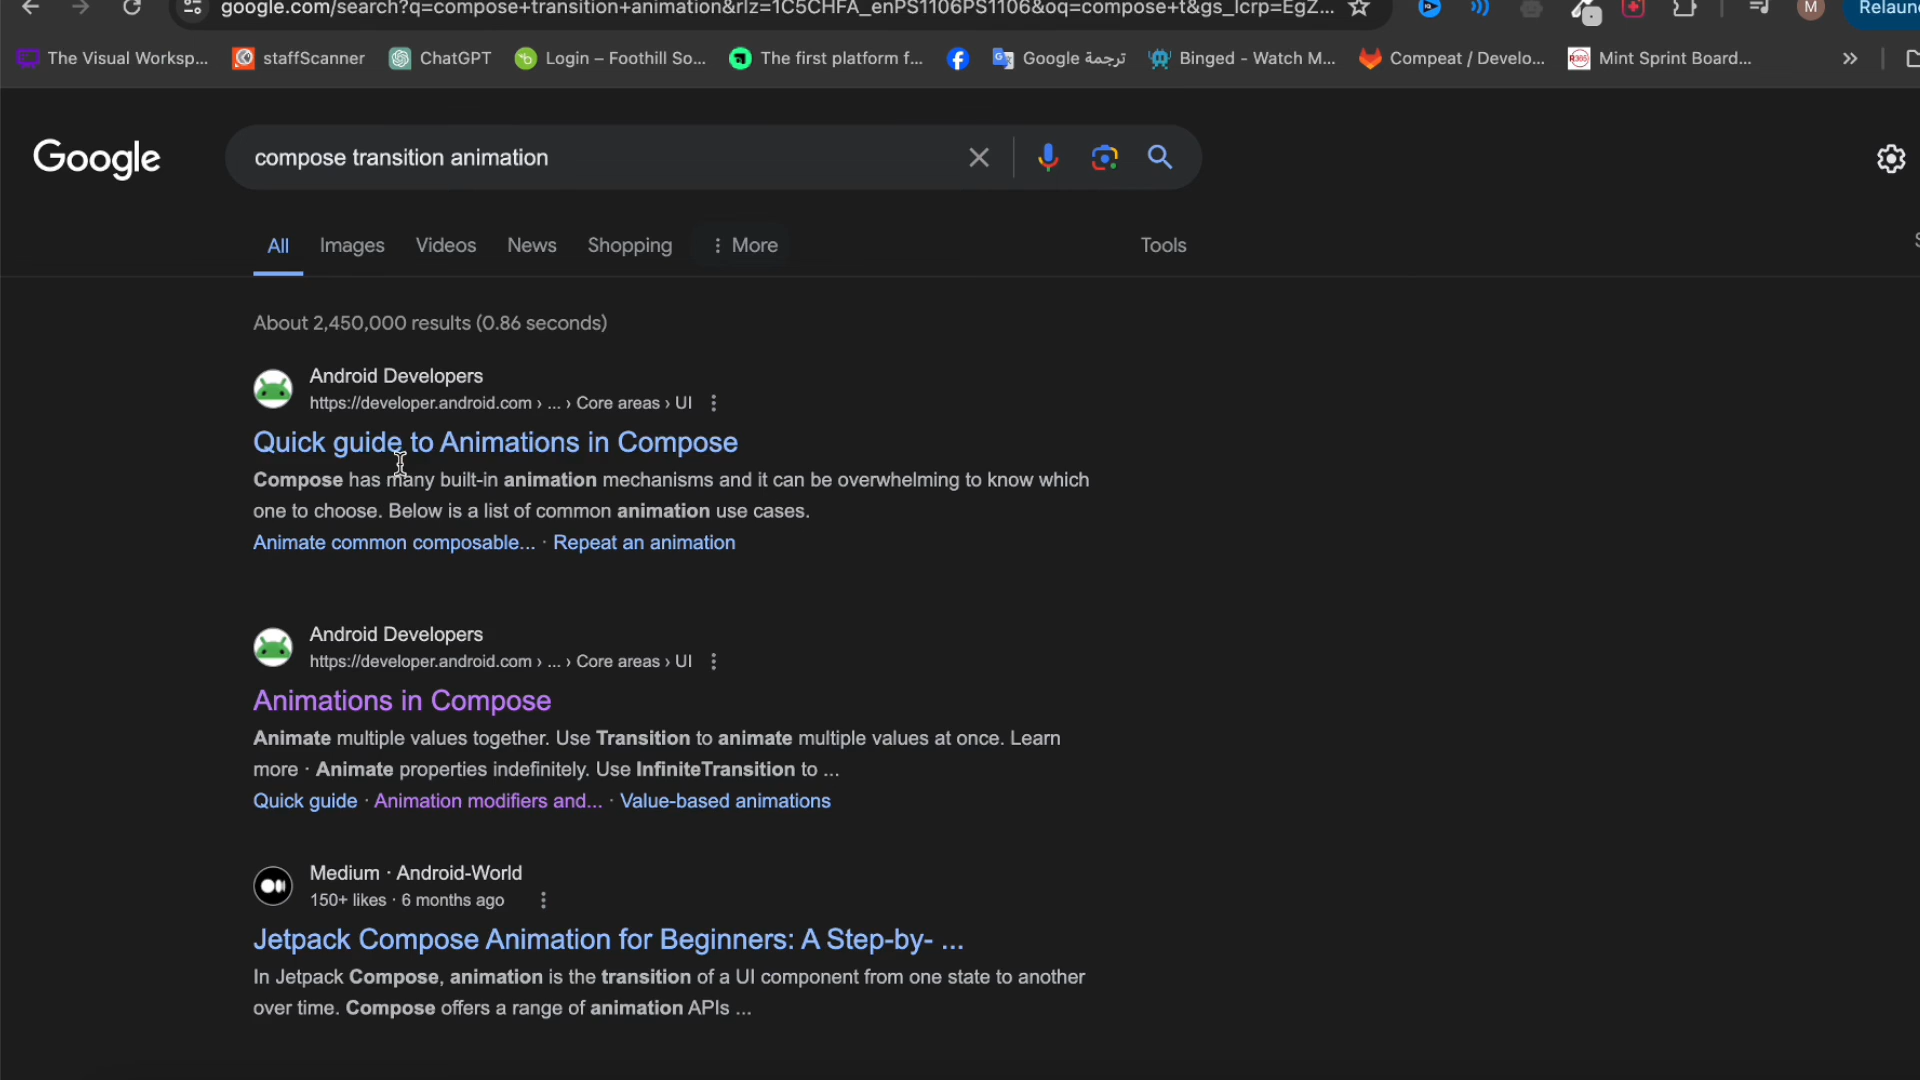 google.com/search?q=compose+transition+animation&rlz=1C5CHFA_enPS1106PS1106&oq=compose+t&gs_lcrp=EgZ...
M
Relaun
The Visual Worksp...
staffScanner
ChatGPT
Login – Foothill So...
The first platform f...
Google ترجمة
Binged - Watch M...
Compeat / Develo...
Mint Sprint Board...
Google
compose transition animation
All
Images
Videos
News
Shopping
More
Tools
About 2,450,000 results (0.86 seconds)
Android Developers
https://developer.android.com › ... › Core areas › UI
Quick guide to Animations in Compose
Compose has many built-in animation mechanisms and it can be overwhelming to know which
one to choose. Below is a list of common animation use cases.
Animate common composable... · Repeat an animation
Android Developers
https://developer.android.com › ... › Core areas › UI
Animations in Compose
Animate multiple values together. Use Transition to animate multiple values at once. Learn
more · Animate properties indefinitely. Use InfiniteTransition to ...
Quick guide · Animation modifiers and... · Value-based animations
Medium · Android-World
150+ likes · 6 months ago
Jetpack Compose Animation for Beginners: A Step-by- ...
In Jetpack Compose, animation is the transition of a UI component from one state to another
over time. Compose offers a range of animation APIs ...